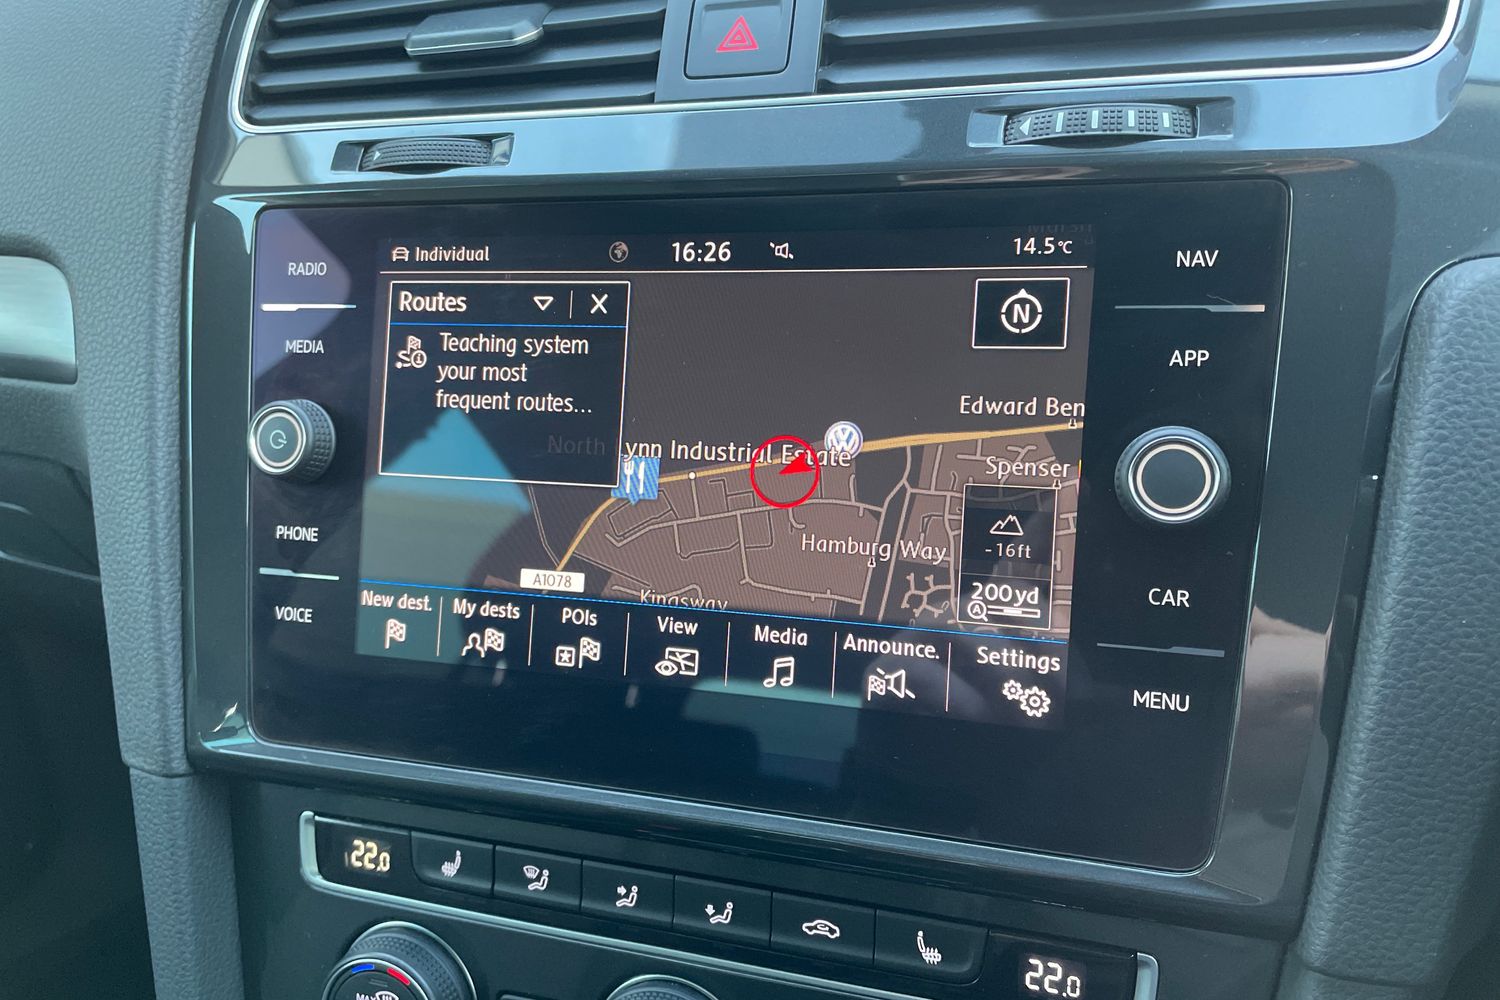 Individual
16:26
14.5°C
RADIO
MEDIA
PHONE
VOICE
NAV
APP
CAR
MENU
Routes
X
Teaching system
your most
frequent routes...
N
Edward Ben
North Lynn Industrial Estate
Spenser
Hamburg Way
-16ft
200yd
A
A1078
Kingsway
New dest.
My dests
POIs
View
Media
Announce.
Settings
22.0
22.0
MAX